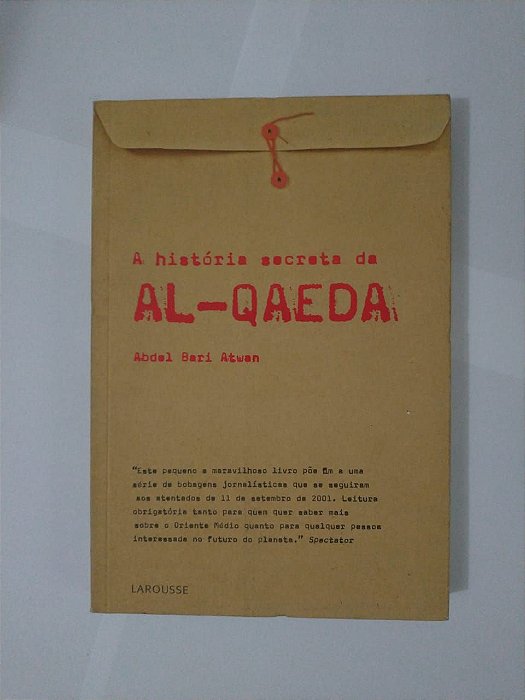 A história secreta da
AL-QAEDA
Abdel Bari Atwan
"Este pequeno e maravilhoso livro põe fim a uma
série de bobagens jornalísticas que se seguiram
aos atentados de 11 de setembro de 2001. Leitura
obrigatória tanto para quem quer saber mais
sobre o Oriente Médio quanto para qualquer pessoa
interessada no futuro do planeta." Spectator
LAROUSSE